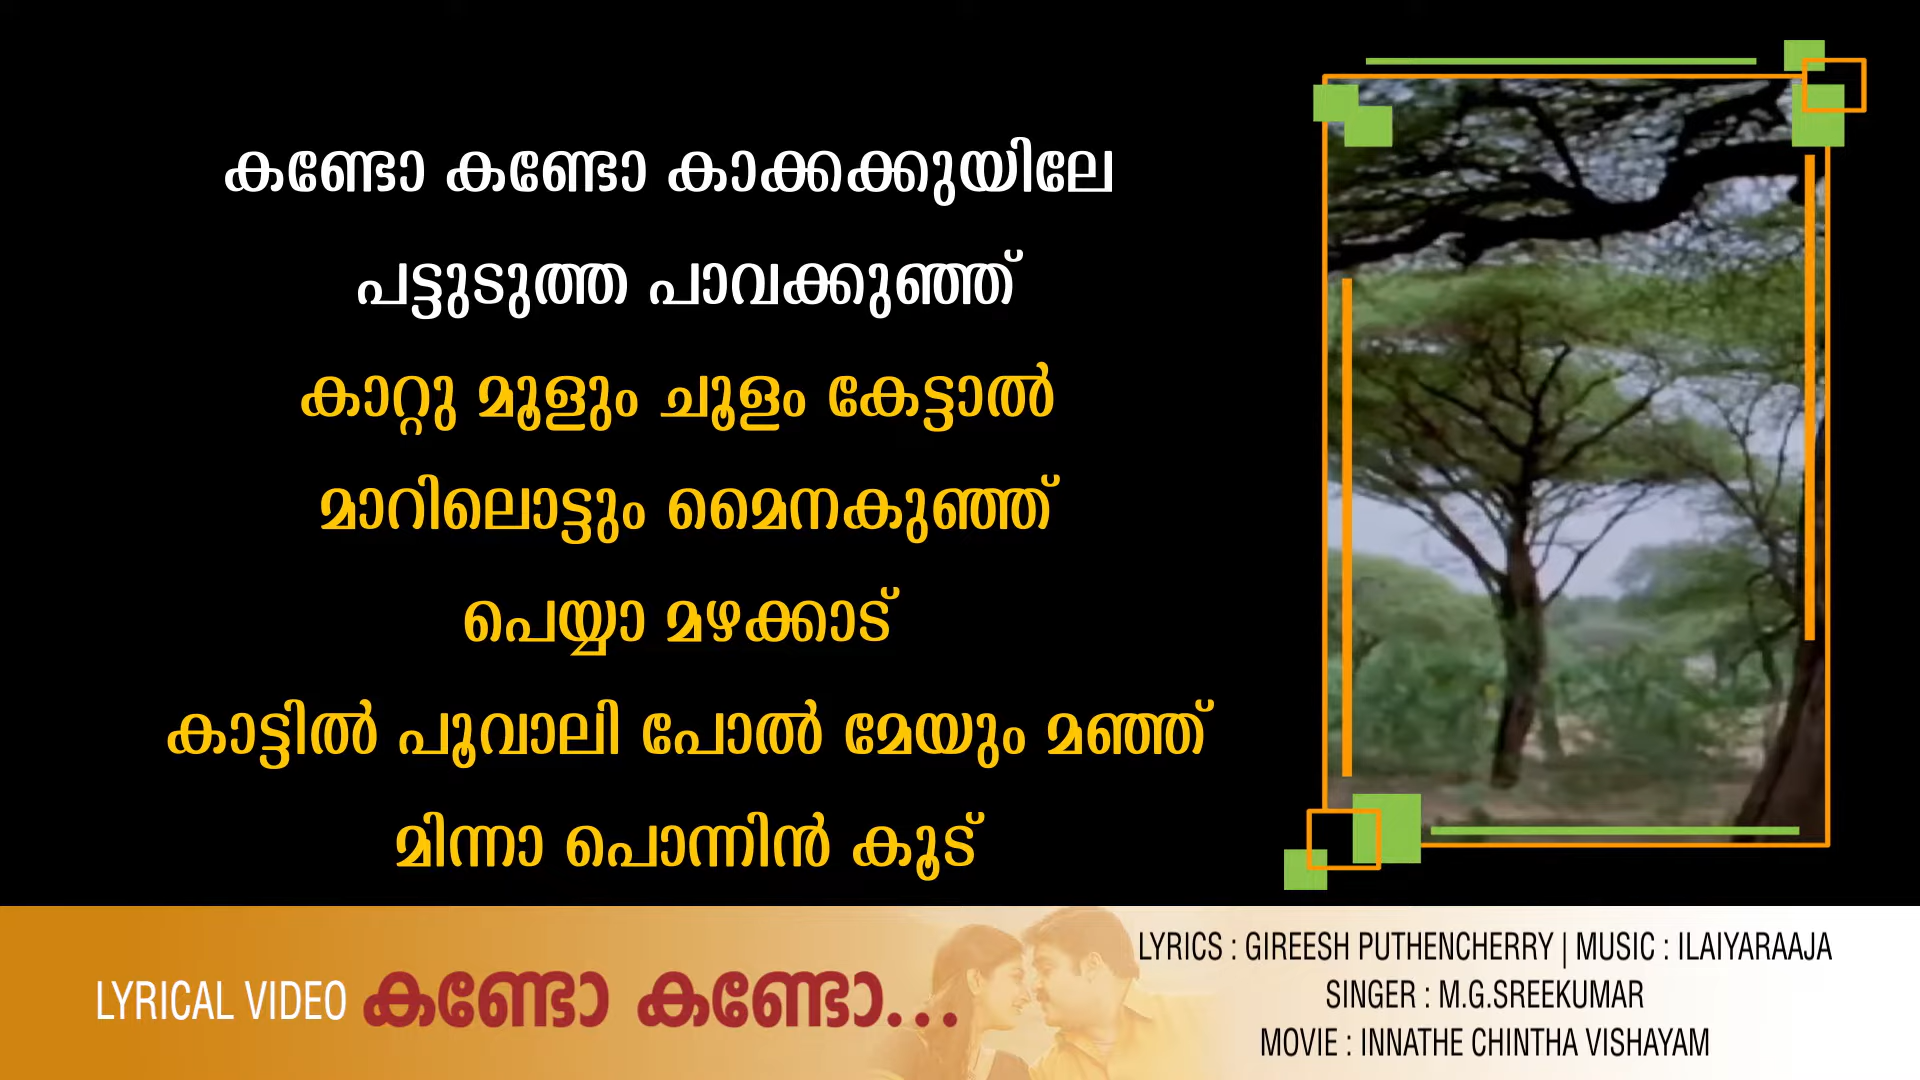 കണ്ടോ കണ്ടോ കാക്കക്കുയിലേ
പട്ടുടുത്ത പാവക്കുഞ്ഞ്
കാറ്റു മൂളും ചൂളം കേട്ടാൽ
മാറിലൊട്ടും മൈനകുഞ്ഞ്
പെയ്യാ മഴക്കാട്
കാട്ടിൽ പൂവാലി പോൽ മേയും മഞ്ഞ്
മിന്നാ പൊന്നിൻ കൂട്
LYRICAL VIDEO കണ്ടോ കണ്ടോ...
LYRICS : GIREESH PUTHENCHERRY | MUSIC : ILAIYARAAJA
SINGER : M.G.SREEKUMAR
MOVIE : INNATHE CHINTHA VISHAYAM